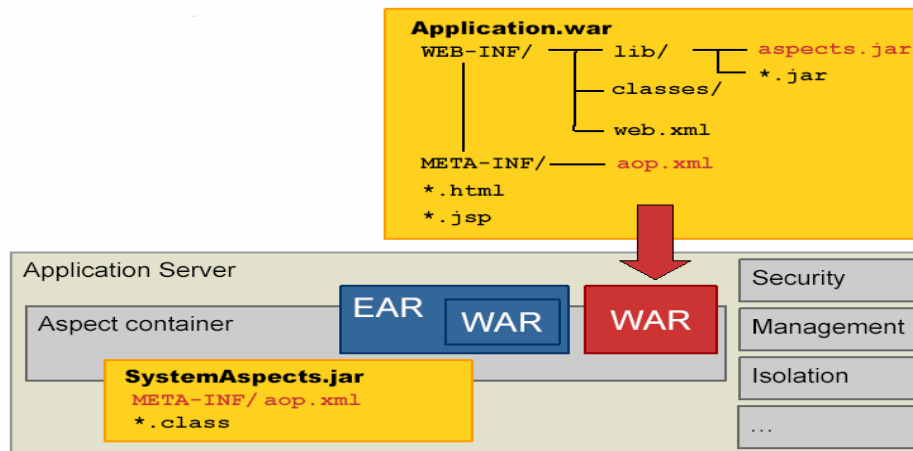 Application.war
WEB-INF/ lib/ aspects.jar
*.jar
classes/
web.xml
META-INF/ aop.xml
*.html
*.jsp
Application Server
Aspect container
EAR
WAR
WAR
SystemAspects.jar
META-INF/ aop.xml
*.class
Security
Management
Isolation
...